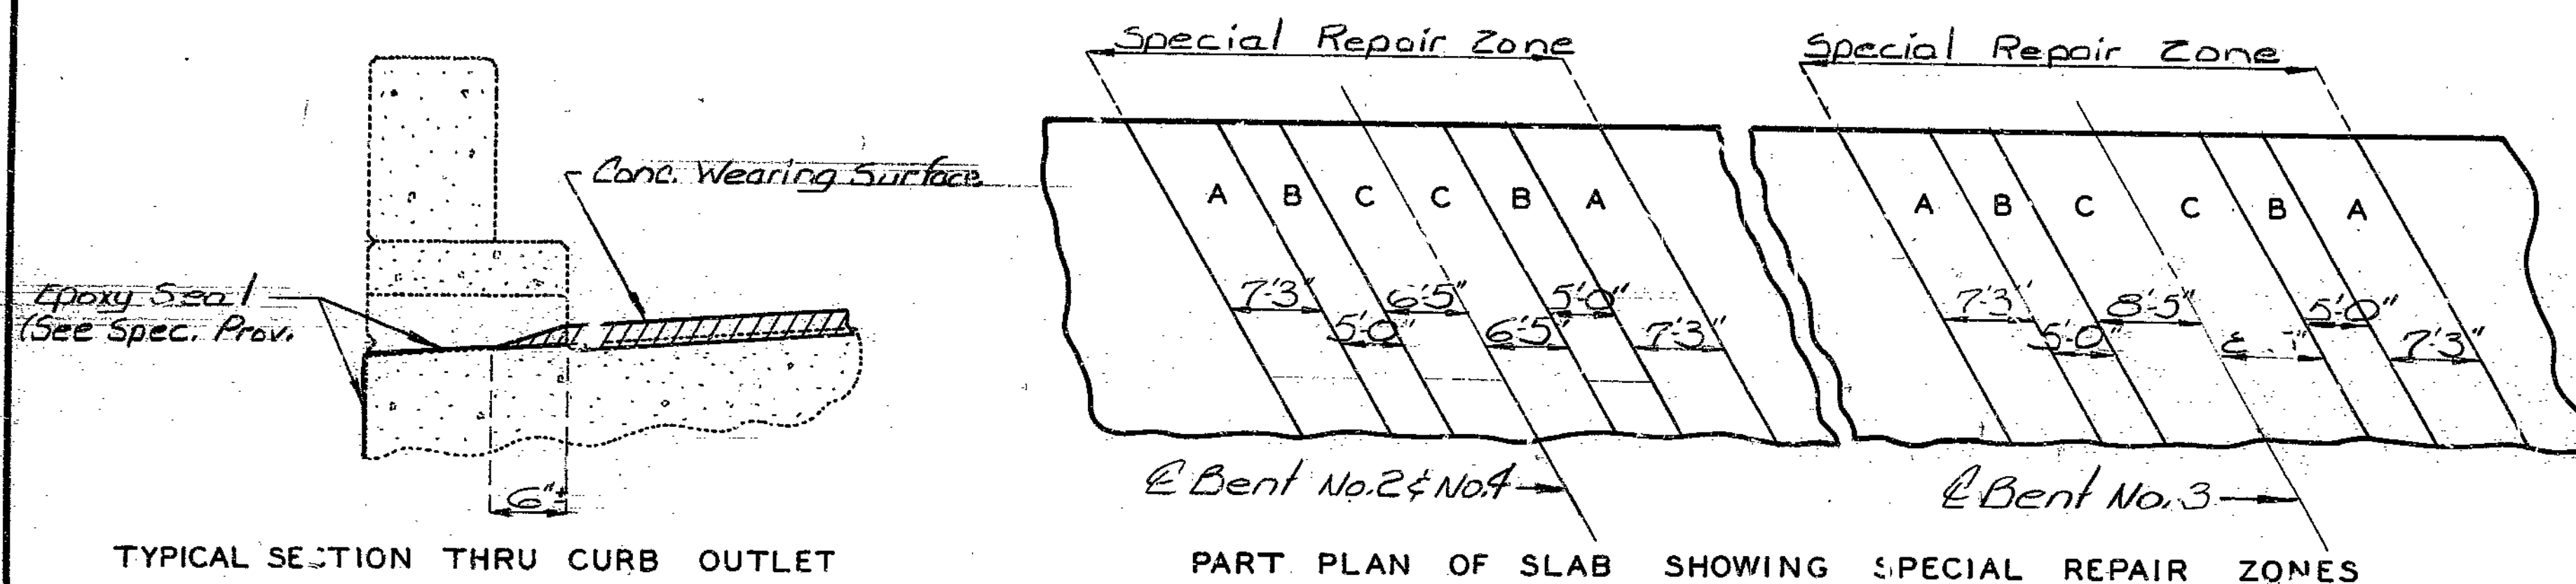 Special Repair Zone
Special Repair Zone
Conc. Wearing Surface
A B C C B A
A B C C B A
Epoxy Seal
(See Spec. Prov.
7'-3" 6'-5" 5'-0"
5'-0" 6'-5" 7'-3"
7'-3" 8'-5" 5'-0"
5'-0" 7'-3"
℄ Bent No.2 & No.4
℄ Bent No. 3
6"±
TYPICAL SECTION THRU CURB OUTLET
PART PLAN OF SLAB SHOWING SPECIAL REPAIR ZONES